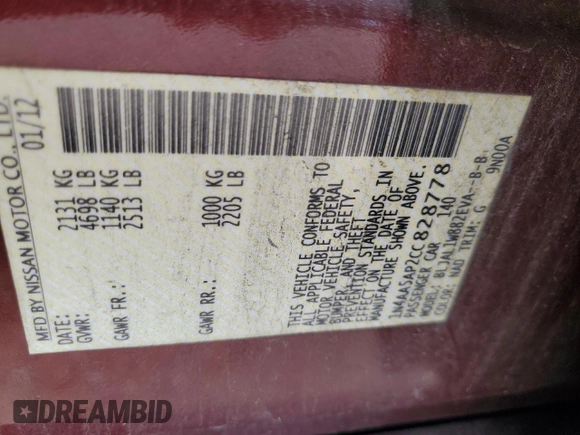 MFD BY NISSAN MOTOR CO., LTD.
DATE: 01/12
GVWR: 2131 KG
4698 LB
GAWR FR.: 1140 KG
2513 LB
GAWR RR.: 1000 KG
2205 LB
THIS VEHICLE CONFORMS TO
ALL APPLICABLE FEDERAL
MOTOR VEHICLE SAFETY,
BUMPER, AND THEFT
PREVENTION STANDARDS IN
EFFECT ON THE DATE OF
MANUFACTURE SHOWN ABOVE.
1N4AA5AP2CC828778
PASSENGER CAR 140
MODEL: BLJALLW882EVA--B-B
COLOR: NAD TRIM: G 9N00A
DREAMBID